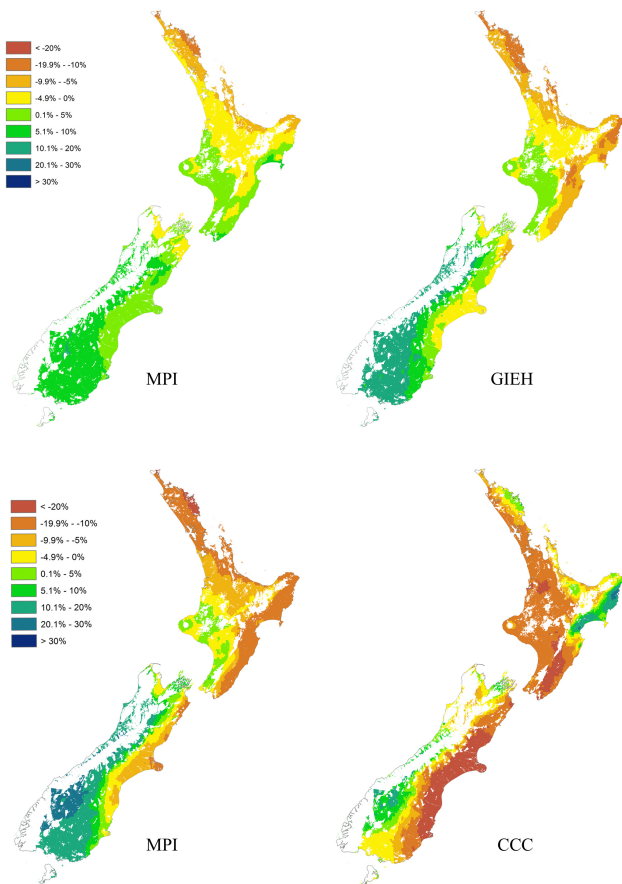 < -20%
-19.9% - -10%
-9.9% - -5%
-4.9% - 0%
0.1% - 5%
5.1% - 10%
10.1% - 20%
20.1% - 30%
> 30%
MPI
GIEH
< -20%
-19.9% - -10%
-9.9% - -5%
-4.9% - 0%
0.1% - 5%
5.1% - 10%
10.1% - 20%
20.1% - 30%
> 30%
MPI
CCC